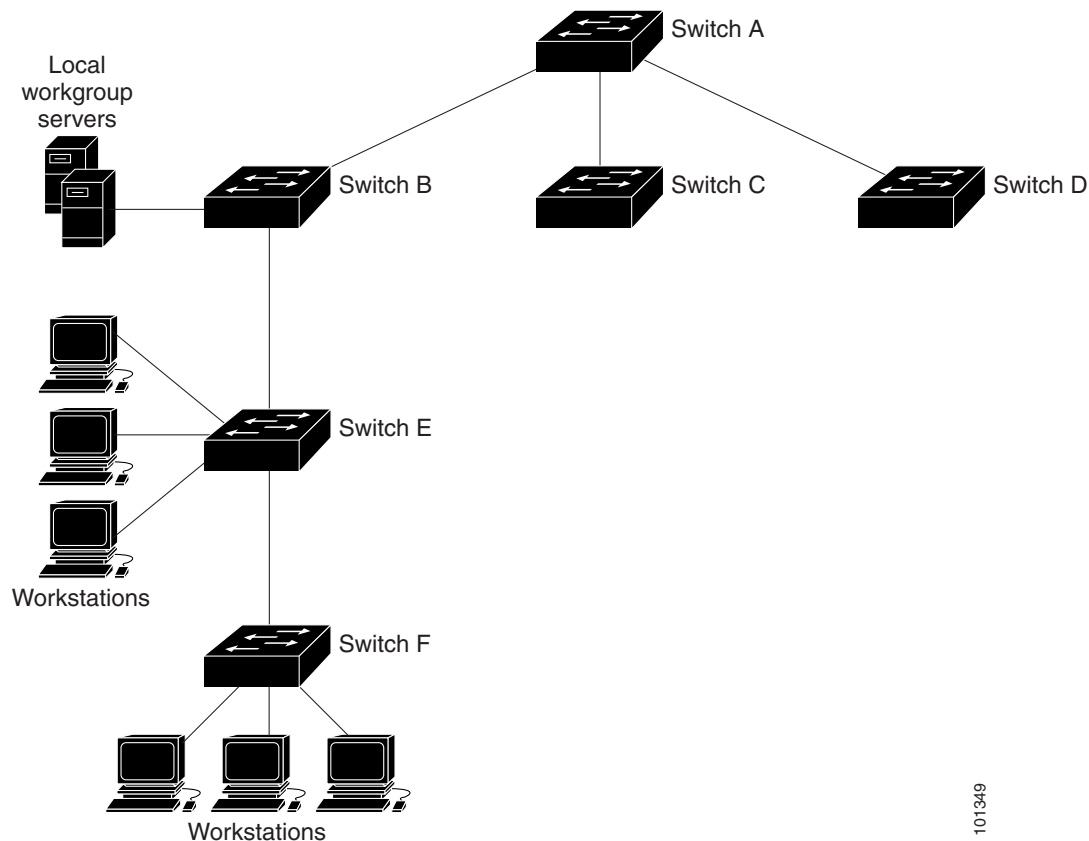 Switch A
Local
workgroup
servers
Switch B
Switch C
Switch D
Switch E
Workstations
Switch F
Workstations
101349